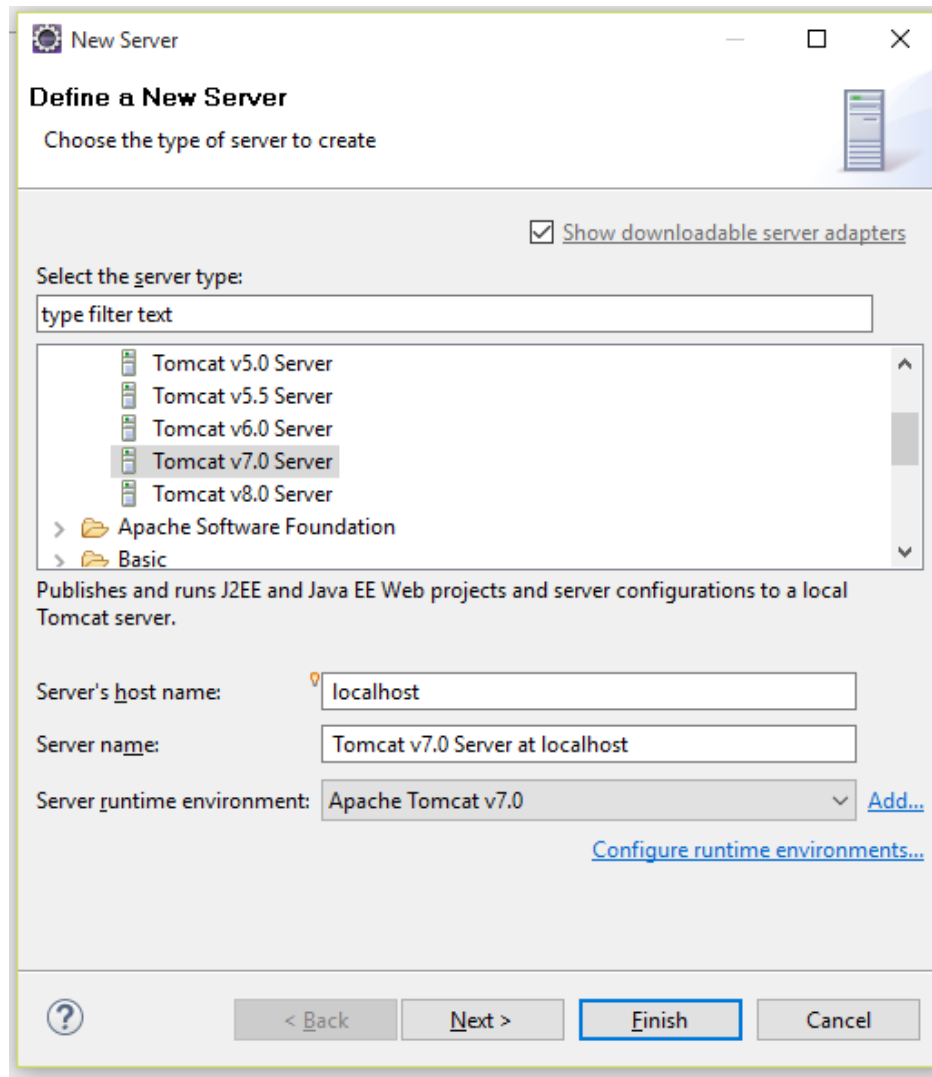 New Server
Define a New Server
Choose the type of server to create
Show downloadable server adapters
Select the server type:
type filter text
Tomcat v5.0 Server
Tomcat v5.5 Server
Tomcat v6.0 Server
Tomcat v7.0 Server
Tomcat v8.0 Server
Apache Software Foundation
Basic
Publishes and runs J2EE and Java EE Web projects and server configurations to a local
Tomcat server.
Server's host name: localhost
Server name: Tomcat v7.0 Server at localhost
Server runtime environment: Apache Tomcat v7.0 Add...
Configure runtime environments...
? < Back Next > Finish Cancel